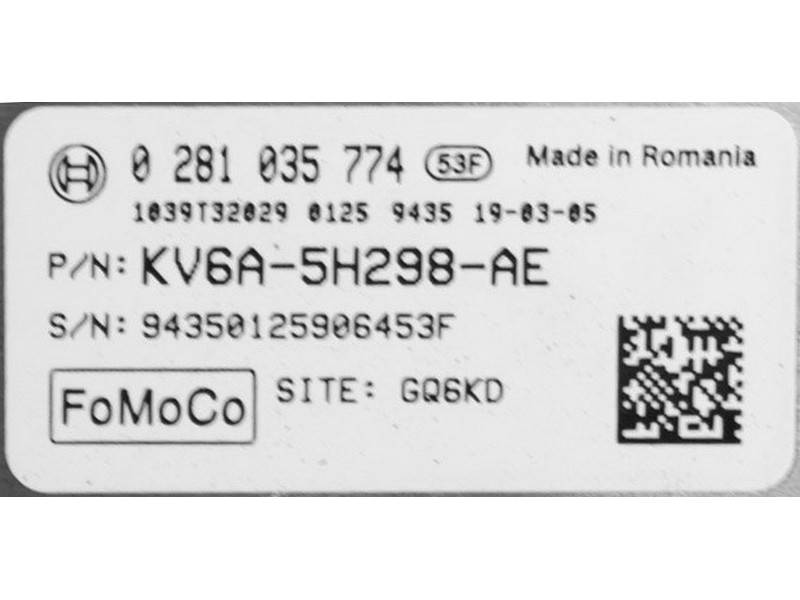 0 281 035 774 53F Made in Romania
1039T32029 0125 9435 19-03-05
P/N: KV6A-5H298-AE
S/N: 94350125906453F
FoMoCo SITE: GQ6KD